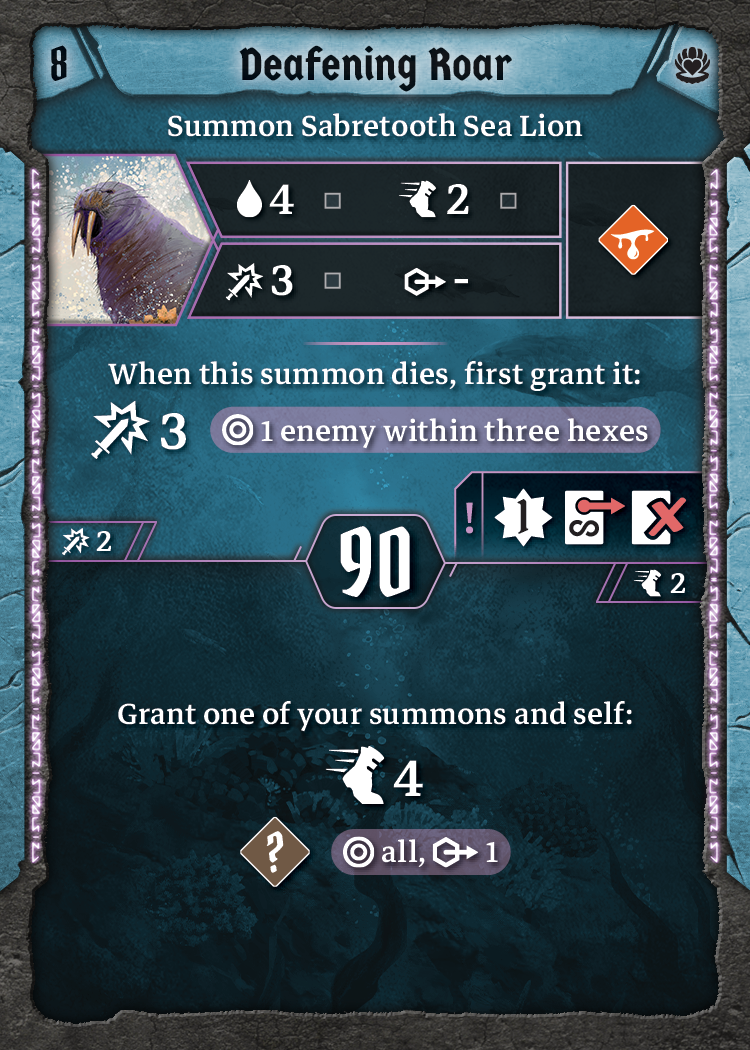 8
Deafening Roar
Summon Sabretooth Sea Lion
4 2
3 -
When this summon dies, first grant it:
3 1 enemy within three hexes
! 1 S
2 90 2
Grant one of your summons and self:
4
? all, 1